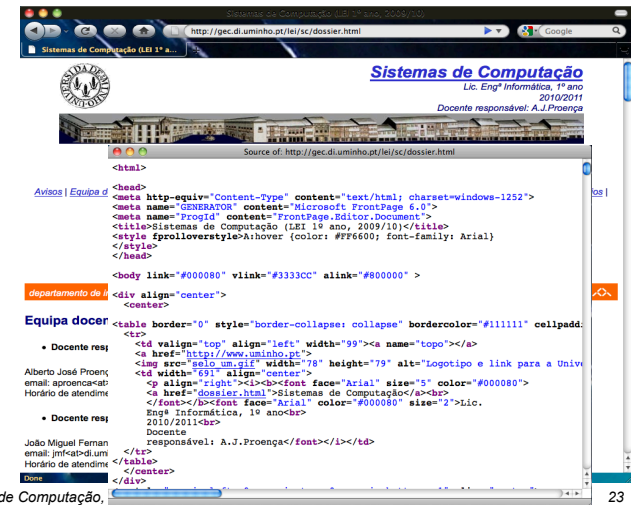 Sistemas de Computação (LEI 1º ano, 2009/10)
http://gec.di.uminho.pt/lei/sc/dossier.html
Google
Sistemas de Computação (LEI 1º a...
Sistemas de Computação
Lic. Engª Informática, 1º ano
2010/2011
Docente responsável: A.J.Proença
Source of: http://gec.di.uminho.pt/lei/sc/dossier.html
<html>
<head>
<meta http-equiv="Content-Type" content="text/html; charset=windows-1252">
<meta name="GENERATOR" content="Microsoft FrontPage 6.0">
<meta name="ProgId" content="FrontPage.Editor.Document">
<title>Sistemas de Computação (LEI 1º ano, 2009/10)</title>
<style fprolloverstyle>A:hover {color: #FF6600; font-family: Arial}
</style>
</head>
<body link="#000080" vlink="#3333CC" alink="#800000" >
<div align="center">
<center>
<table border="0" style="border-collapse: collapse" bordercolor="#111111" cellpadd
<tr>
<td valign="top" align="left" width="99"><a name="topo"></a>
<a href="http://www.uminho.pt">
<img src="selo_um.gif" width="78" height="79" alt="Logotipo e link para a Unive
<td width="691" align="center">
<p align="right"><i><b><font face="Arial" size="5" color="#000080">
<a href="dossier.html">Sistemas de Computação</a><br>
</font></b><font face="Arial" color="#000080" size="2">Lic.
Engª Informática, 1º ano<br>
2010/2011<br>
Docente
responsável: A.J.Proença</font></i></td>
</tr>
</table>
</center>
</div>
Avisos | Equipa d
os |
departamento de i
Equipa docen
• Docente resp
Alberto José Proenç
email: aproenca<at>
Horário de atendime
• Docente resp
João Miguel Fernan
email: jmf<at>di.umi
Horário de atendime
Done
de Computação,
23